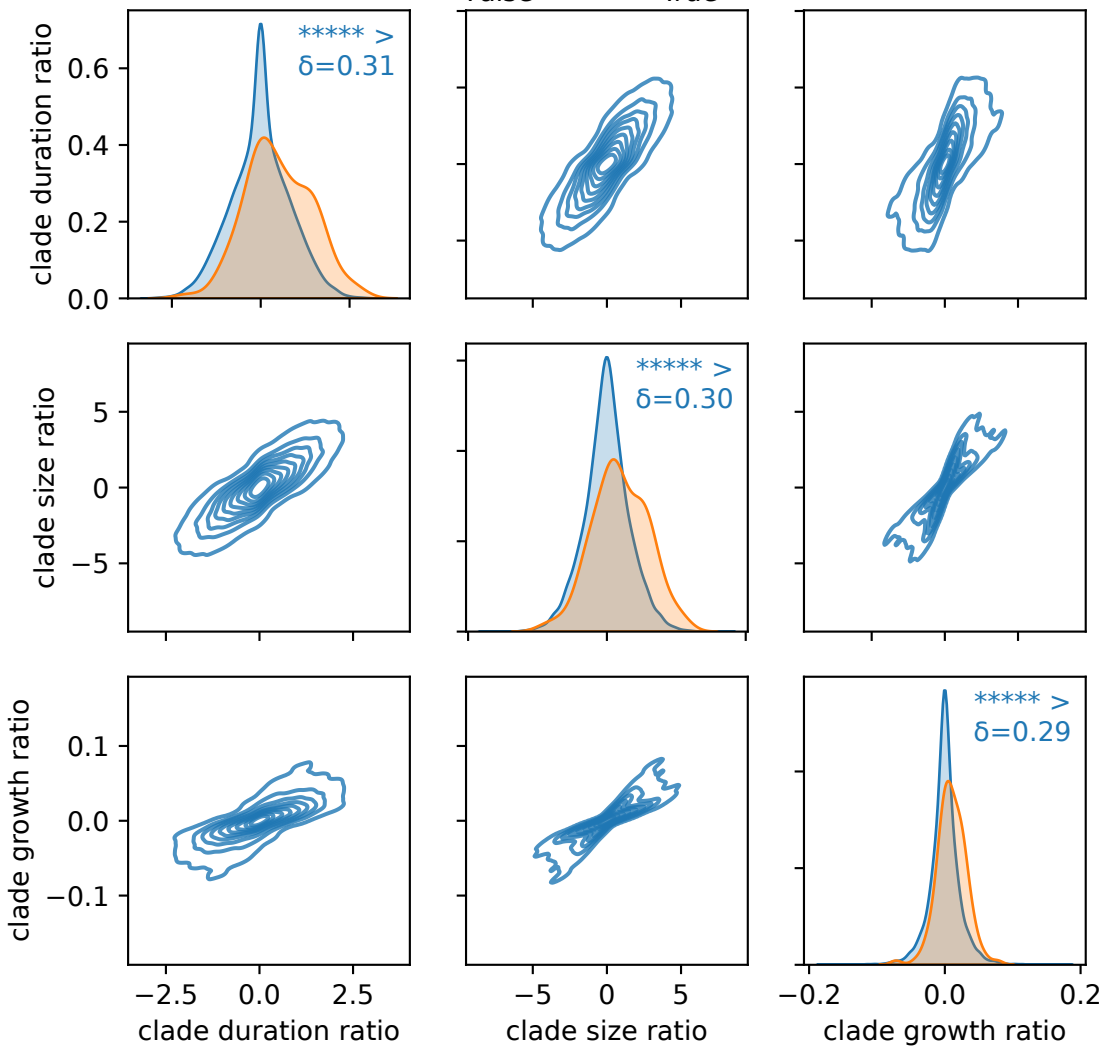 ***** >
δ=0.31
clade duration ratio
0.6
0.4
0.2
0.0
***** >
δ=0.30
clade size ratio
5
0
−5
***** >
δ=0.29
clade growth ratio
0.1
0.0
−0.1
−2.5 0.0 2.5
−5 0 5
−0.2 0.0 0.2
clade duration ratio
clade size ratio
clade growth ratio